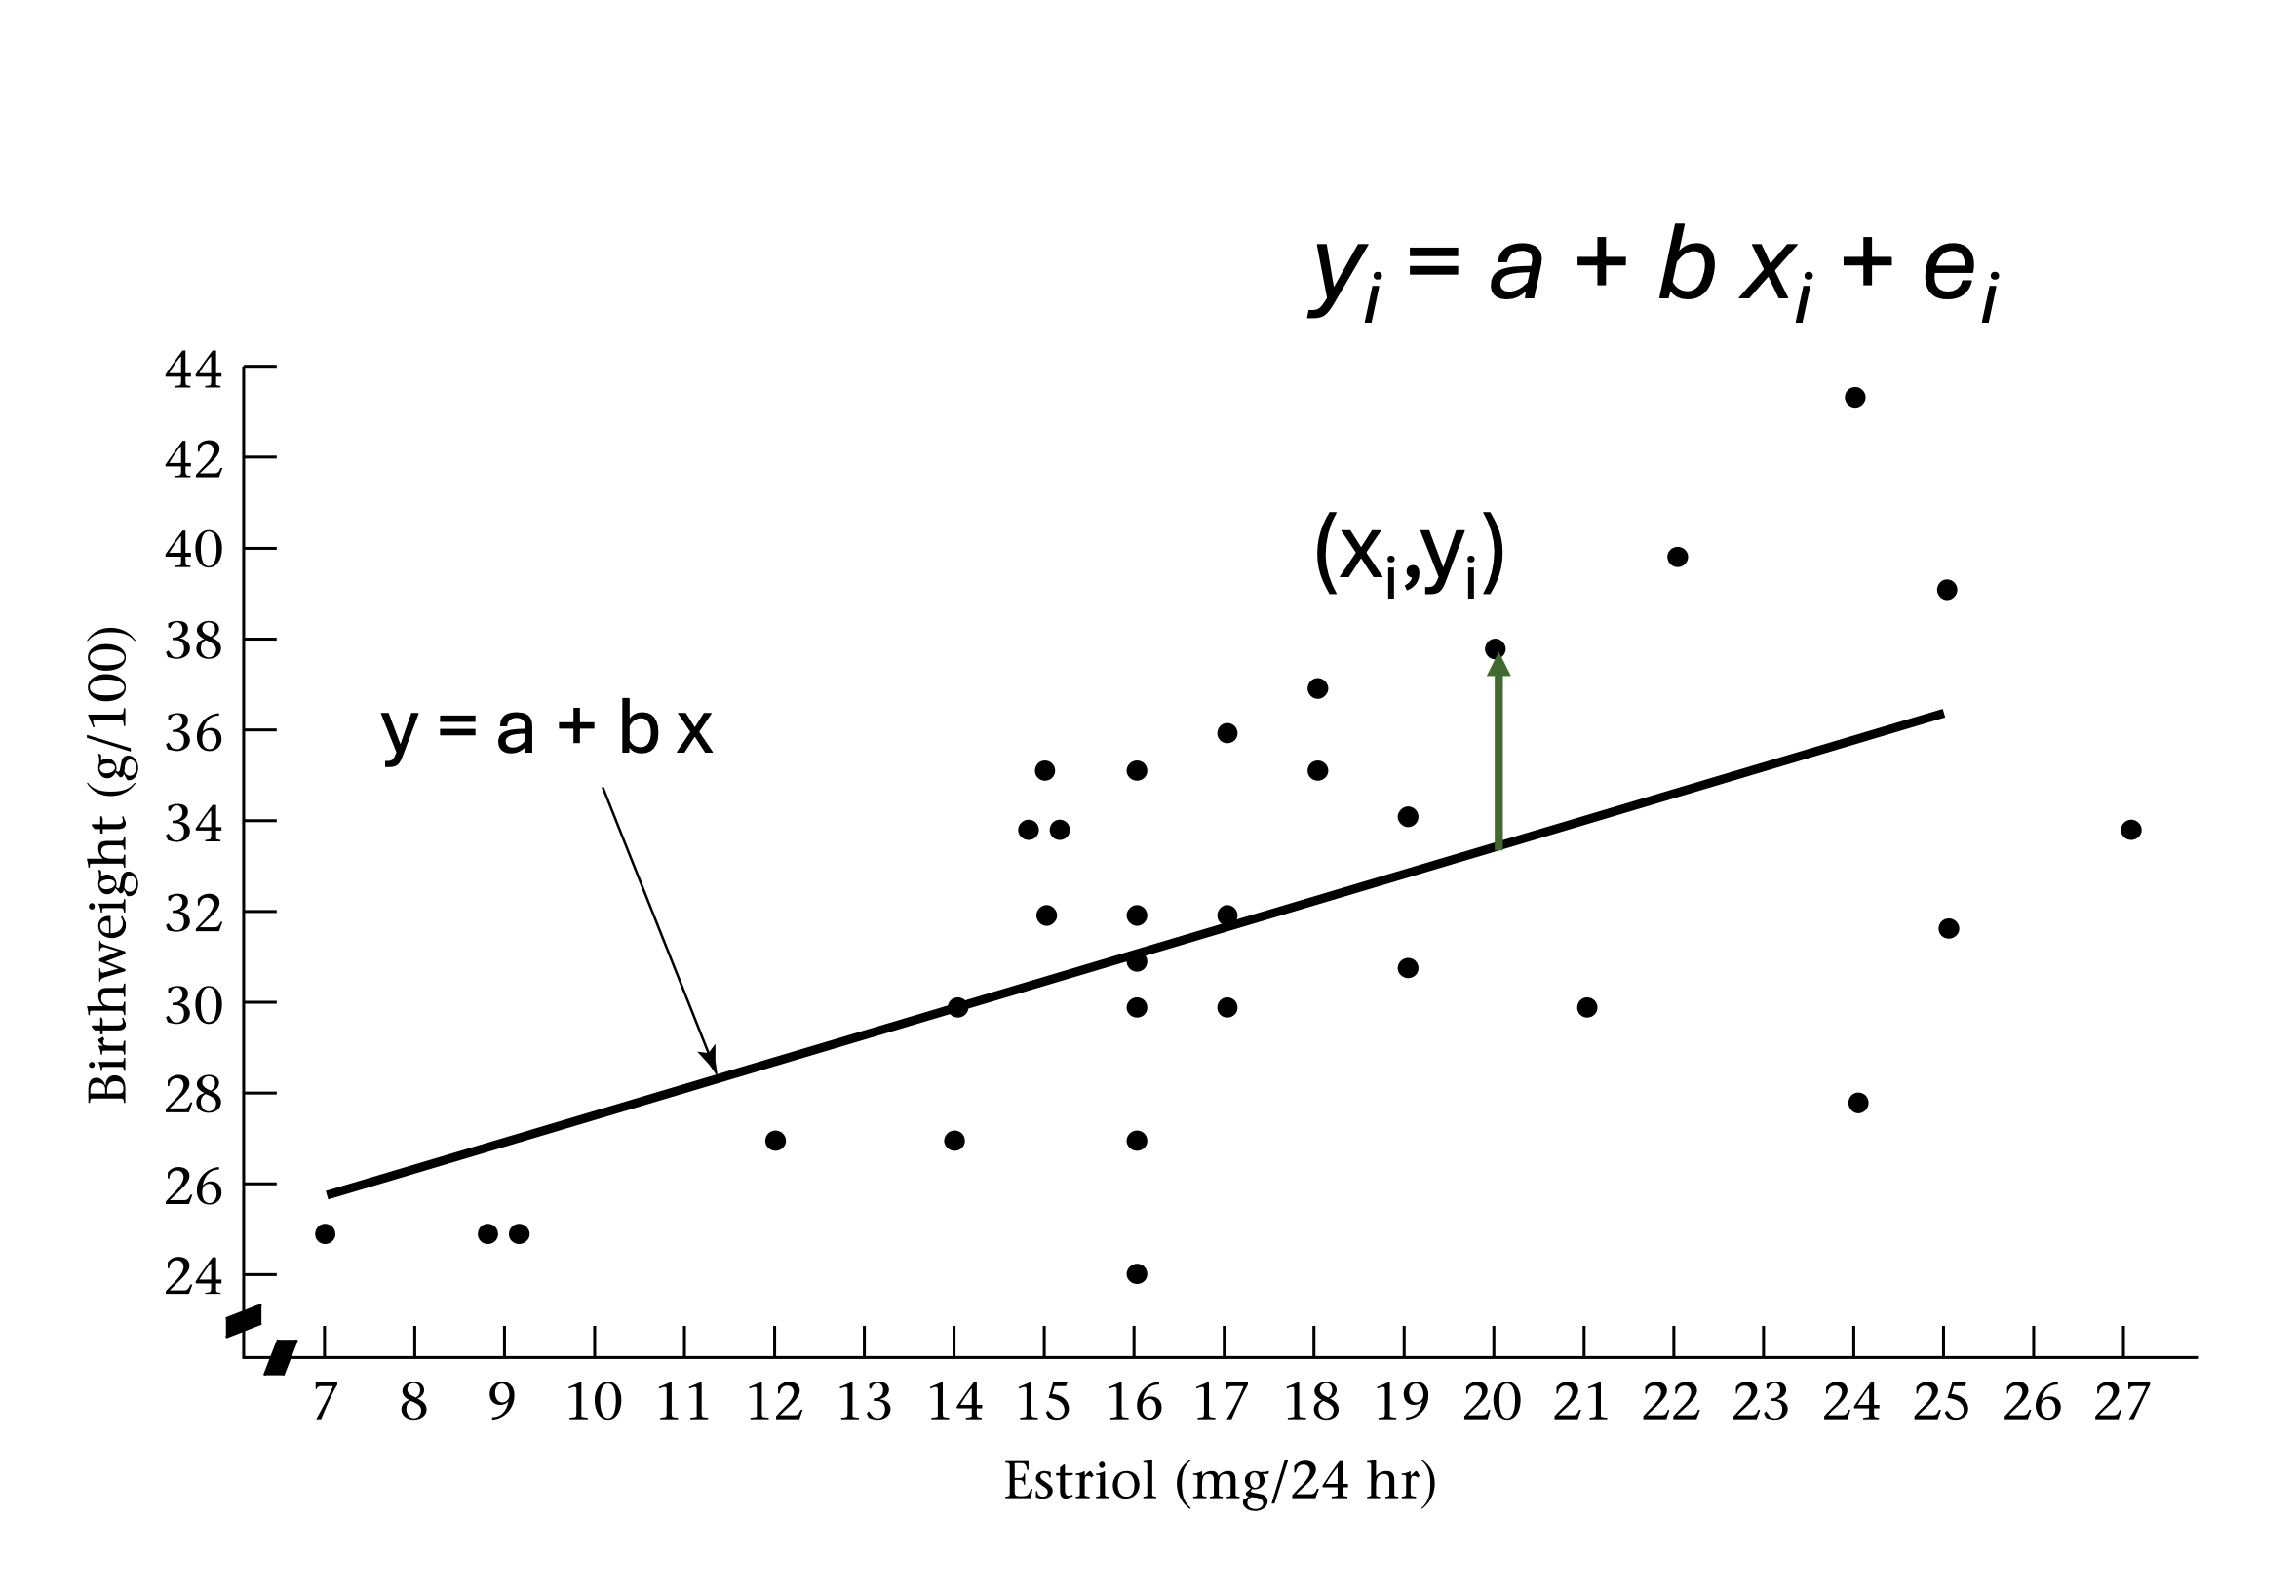 yᵢ = a + b xᵢ + eᵢ
44
42
(xᵢ,yᵢ)
40
38
y = a + b x
36
34
32
30
28
26
24
Birthweight (g/100)
7 8 9 10 11 12 13 14 15 16 17 18 19 20 21 22 23 24 25 26 27
Estriol (mg/24 hr)